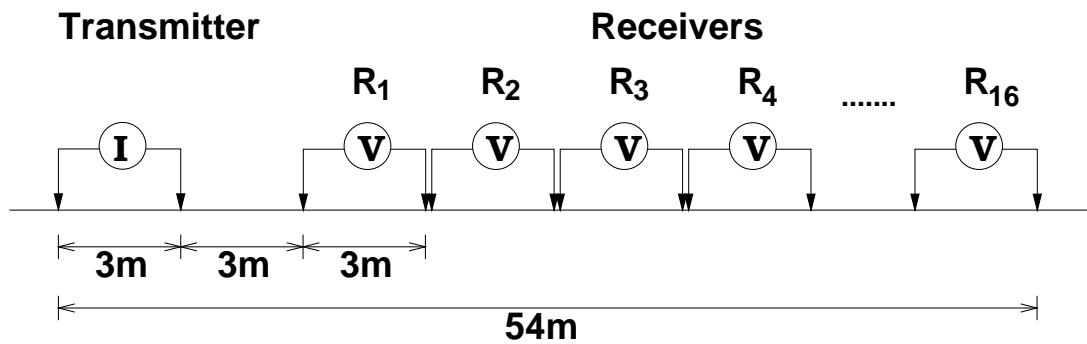 Transmitter Receivers
R1 R2 R3 R4 ....... R16
I V V V V V
3m 3m 3m
54m